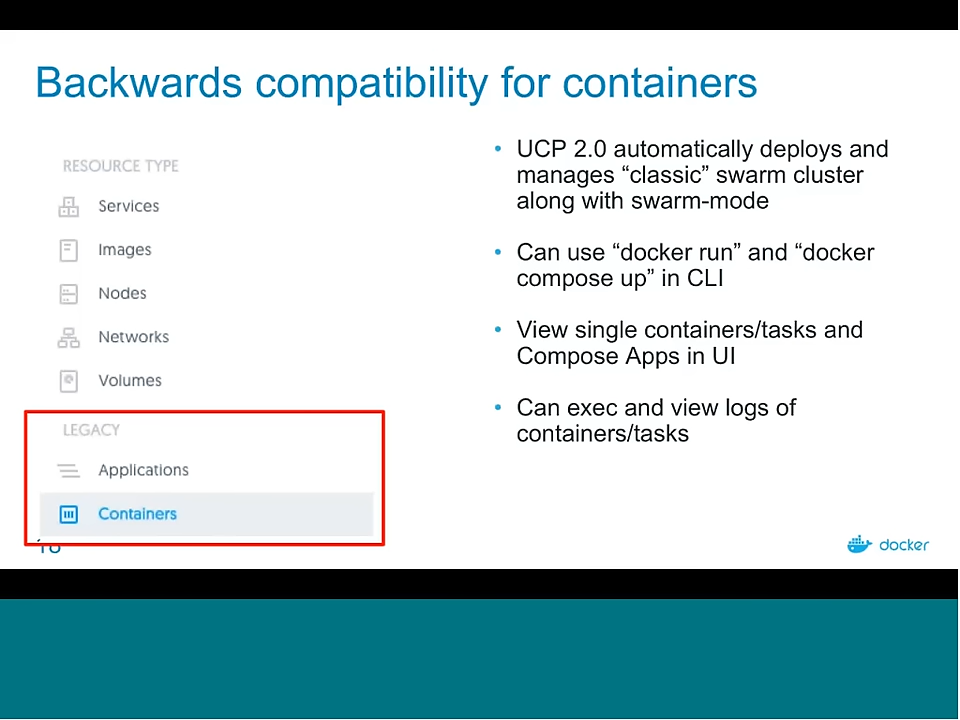 Backwards compatibility for containers
RESOURCE TYPE
Services
Images
Nodes
Networks
Volumes
LEGACY
Applications
Containers
• UCP 2.0 automatically deploys and
manages “classic” swarm cluster
along with swarm-mode
• Can use “docker run” and “docker
compose up” in CLI
• View single containers/tasks and
Compose Apps in UI
• Can exec and view logs of
containers/tasks
docker